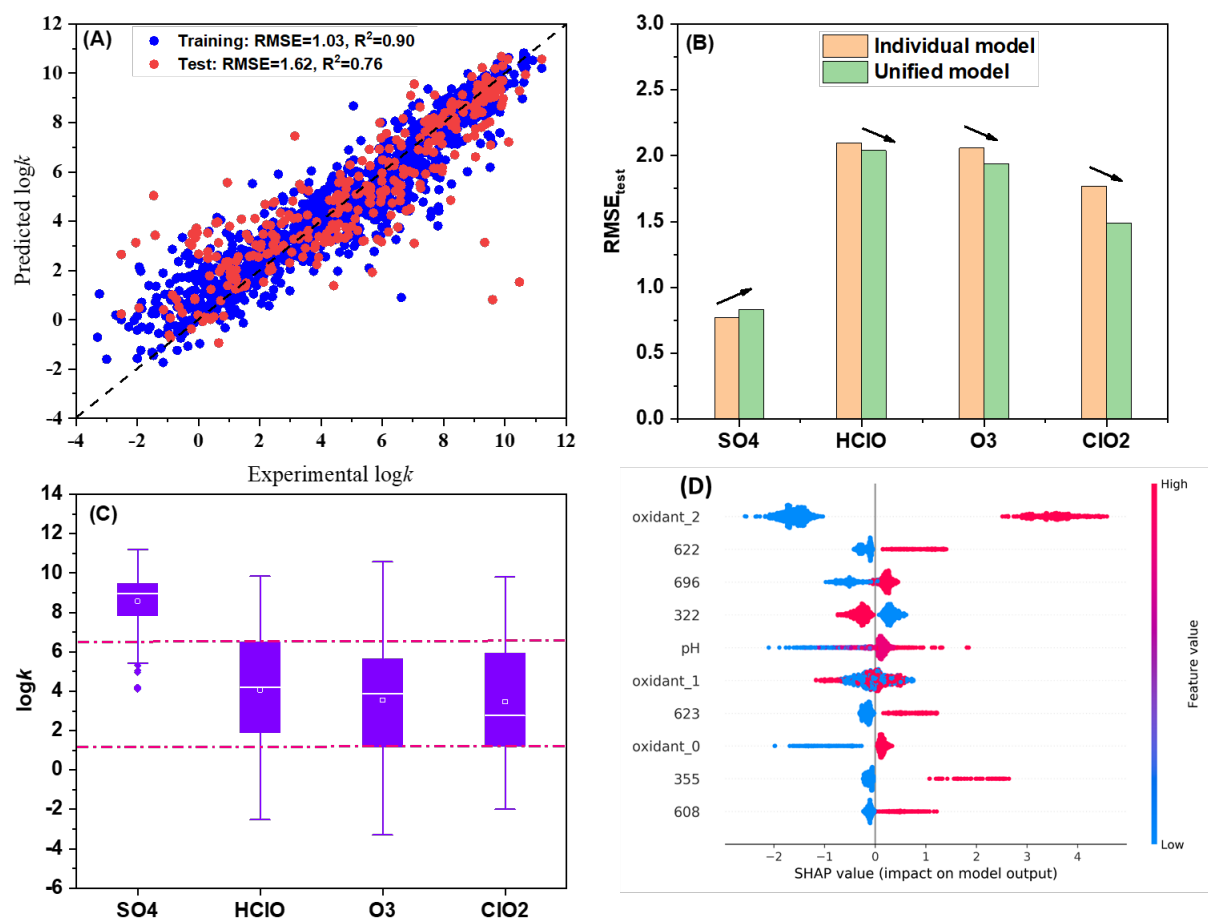 (A)
Training: RMSE=1.03, R²=0.90
Test: RMSE=1.62, R²=0.76
12
10
8
6
4
2
0
-2
-4
Predicted logk
-4 -2 0 2 4 6 8 10 12
Experimental logk
(B)
Individual model
Unified model
3.0
2.5
2.0
1.5
1.0
0.5
0.0
RMSEtest
SO4 HClO O3 ClO2
(C)
14
12
10
8
6
4
2
0
-2
-4
-6
logk
SO4 HClO O3 ClO2
(D)
High
oxidant_2
622
696
322
pH
oxidant_1
623
oxidant_0
355
608
Feature value
Low
−2 −1 0 1 2 3 4
SHAP value (impact on model output)